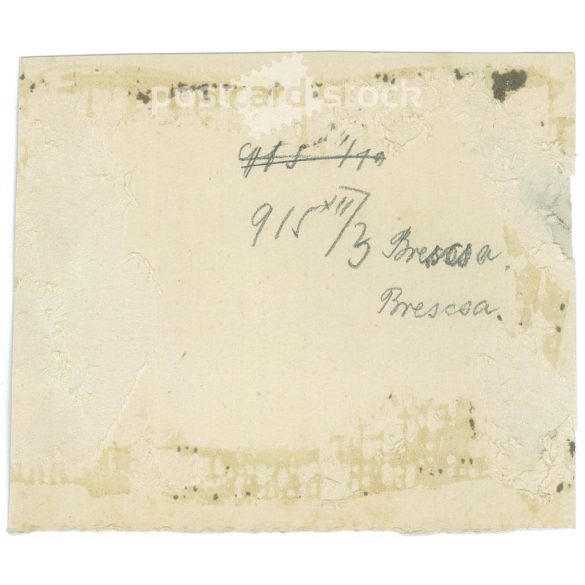 postcard stock
915 XII/3 Brescsa.
Brescsa.